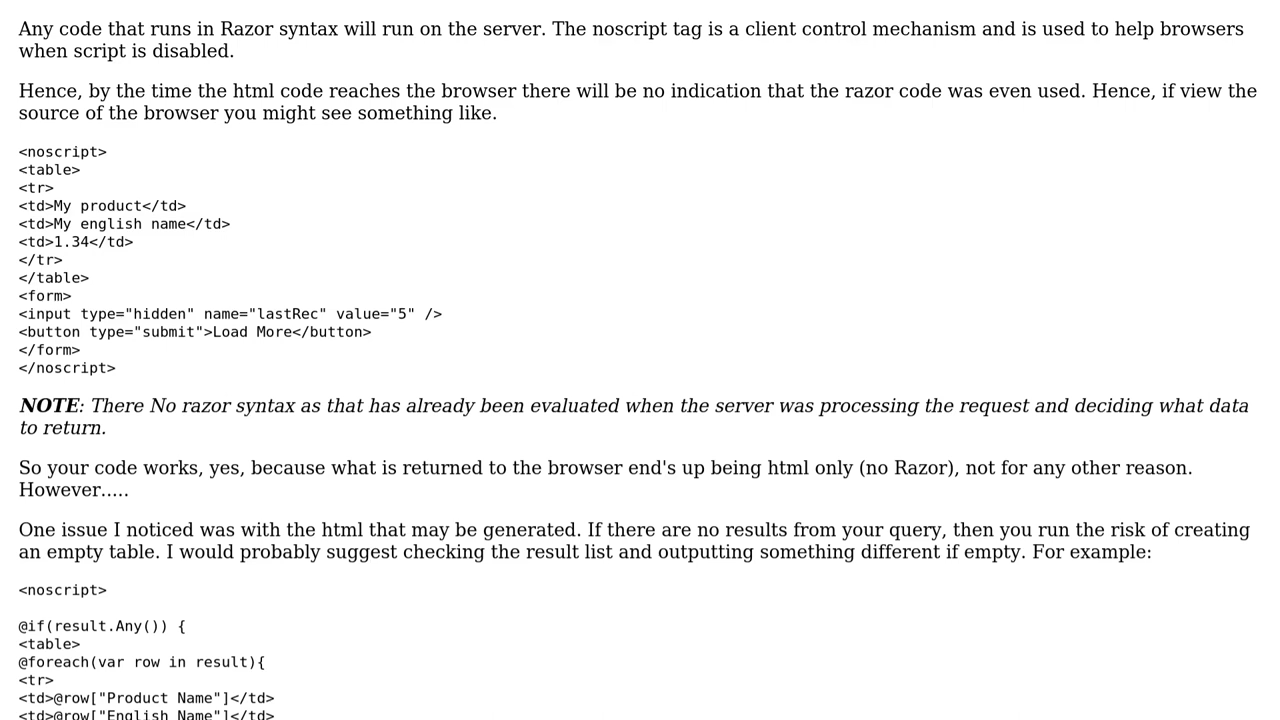 Any code that runs in Razor syntax will run on the server. The noscript tag is a client control mechanism and is used to help browsers
when script is disabled.
Hence, by the time the html code reaches the browser there will be no indication that the razor code was even used. Hence, if view the
source of the browser you might see something like.
<noscript>
<table>
<tr>
<td>My product</td>
<td>My english name</td>
<td>1.34</td>
</tr>
</table>
<form>
<input type="hidden" name="lastRec" value="5" />
<button type="submit">Load More</button>
</form>
</noscript>
NOTE: There No razor syntax as that has already been evaluated when the server was processing the request and deciding what data
to return.
So your code works, yes, because what is returned to the browser end's up being html only (no Razor), not for any other reason.
However.....
One issue I noticed was with the html that may be generated. If there are no results from your query, then you run the risk of creating
an empty table. I would probably suggest checking the result list and outputting something different if empty. For example:
<noscript>
@if(result.Any()) {
<table>
@foreach(var row in result){
<tr>
<td>@row["Product Name"]</td>
<td>@row["English Name"]</td>